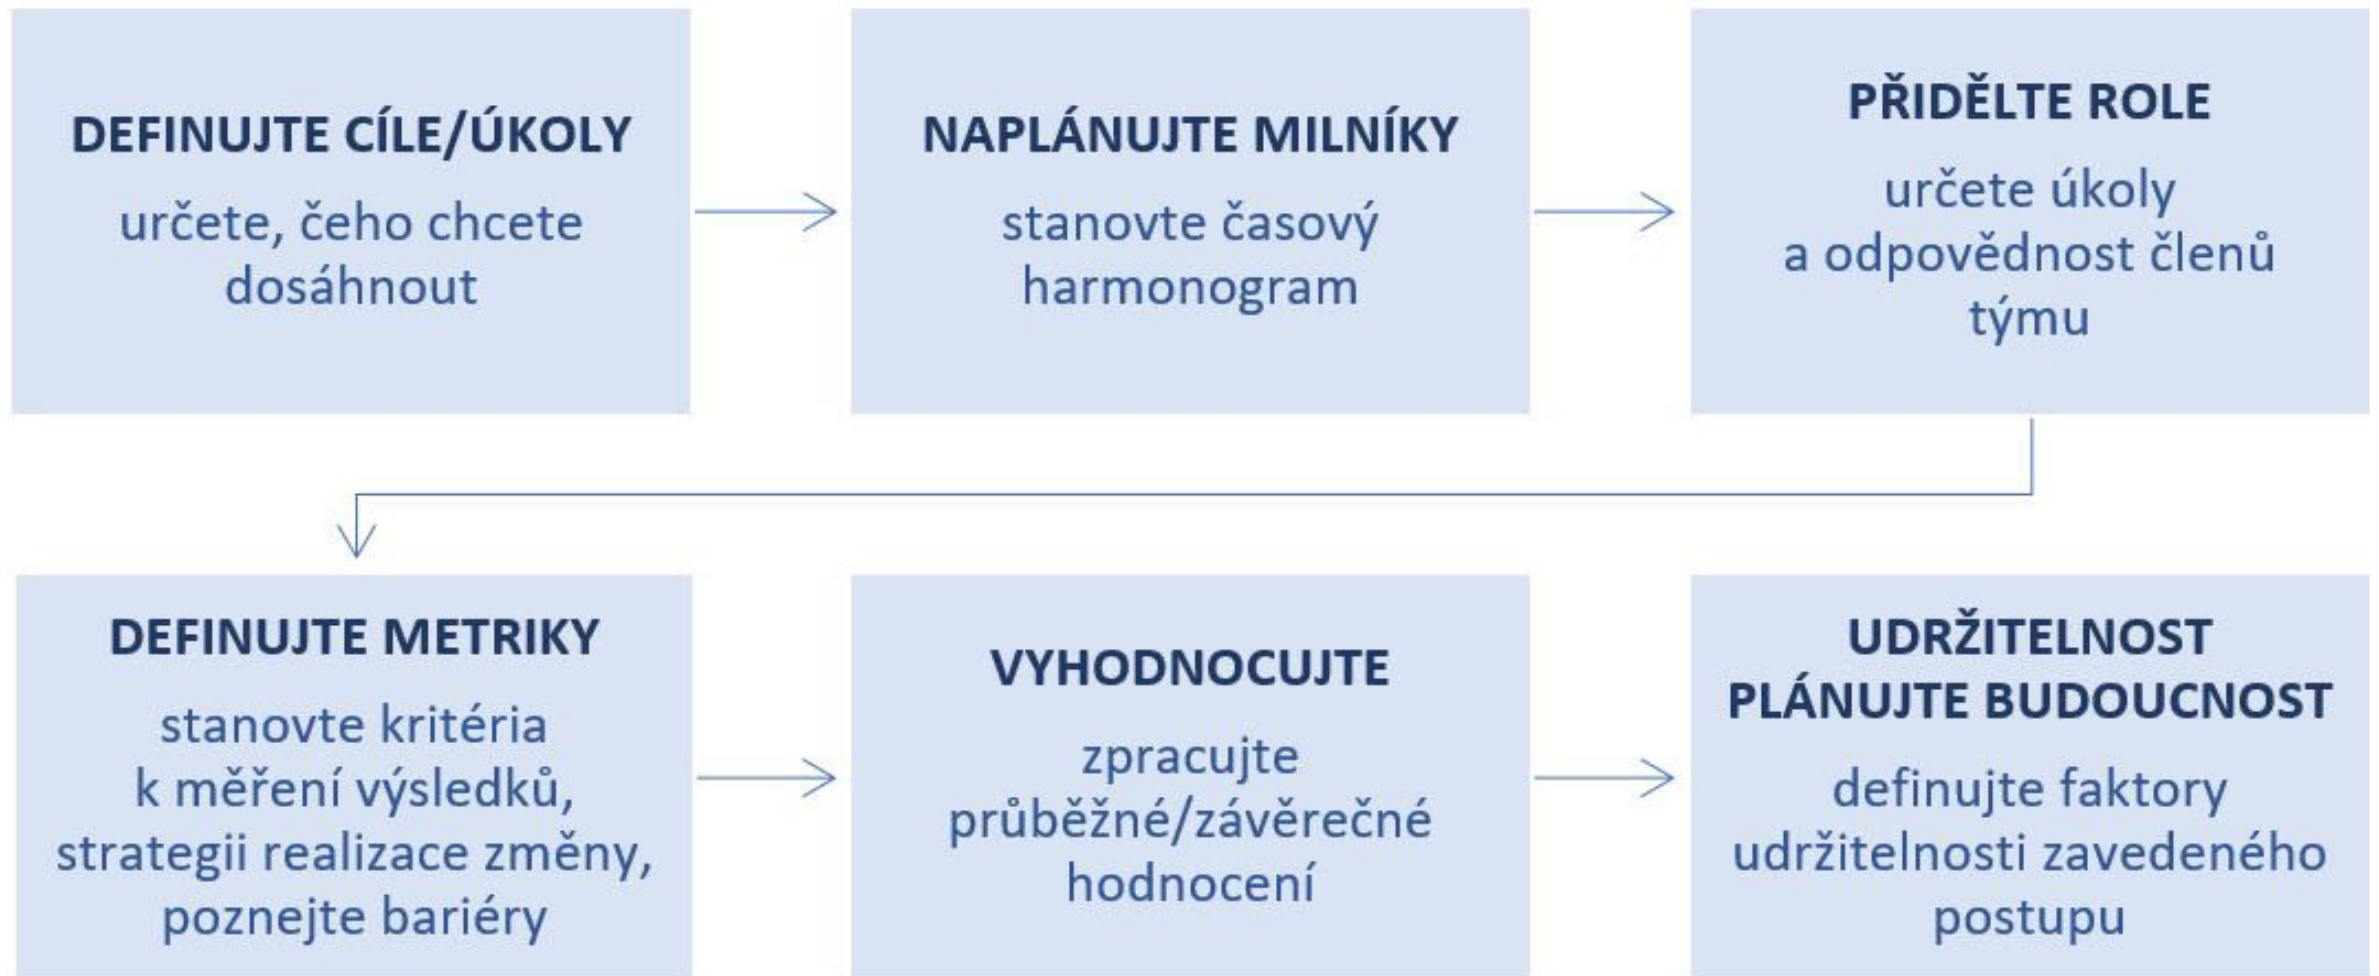 DEFINUJTE CÍLE/ÚKOLY
určete, čeho chcete
dosáhnout
NAPLÁNUJTE MILNÍKY
stanovte časový
harmonogram
PŘIDĚLTE ROLE
určete úkoly
a odpovědnost členů
týmu
DEFINUJTE METRIKY
stanovte kritéria
k měření výsledků,
strategii realizace změny,
poznejte bariéry
VYHODNOCUJTE
zpracujte
průběžné/závěrečné
hodnocení
UDRŽITELNOST
PLÁNUJTE BUDOUCNOST
definujte faktory
udržitelnosti zavedeného
postupu